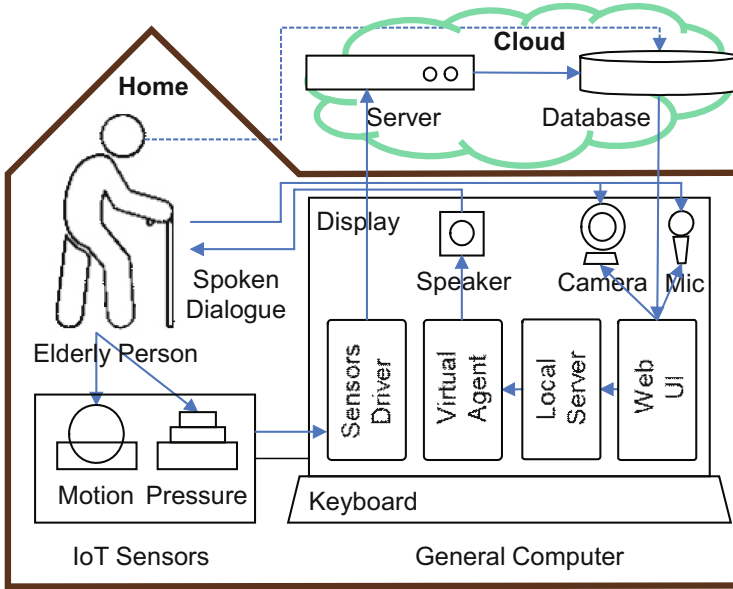 Cloud
Home
Server
Database
Display
Speaker
Camera
Mic
Spoken
Dialogue
Elderly Person
Sensors
Driver
Virtual
Agent
Local
Server
Web
UI
Motion
Pressure
Keyboard
IoT Sensors
General Computer